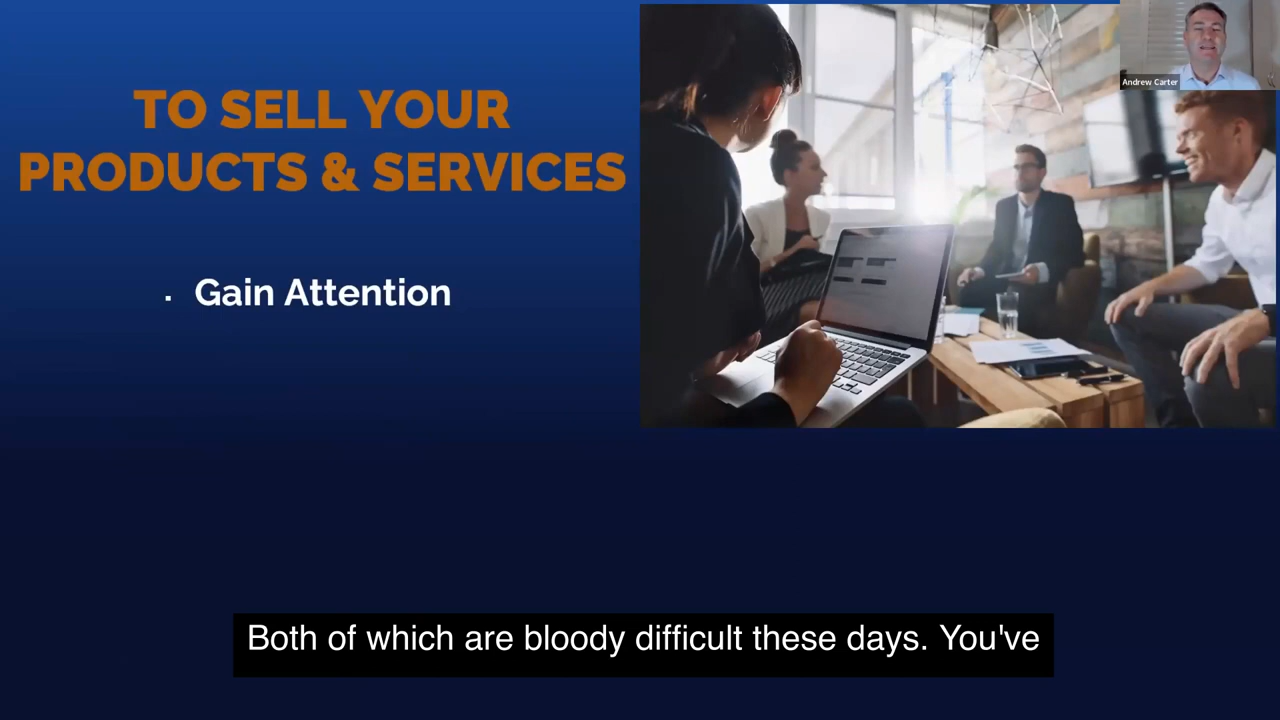 TO SELL YOUR
PRODUCTS & SERVICES
▪ Gain Attention
Andrew Carter
Both of which are bloody difficult these days. You've